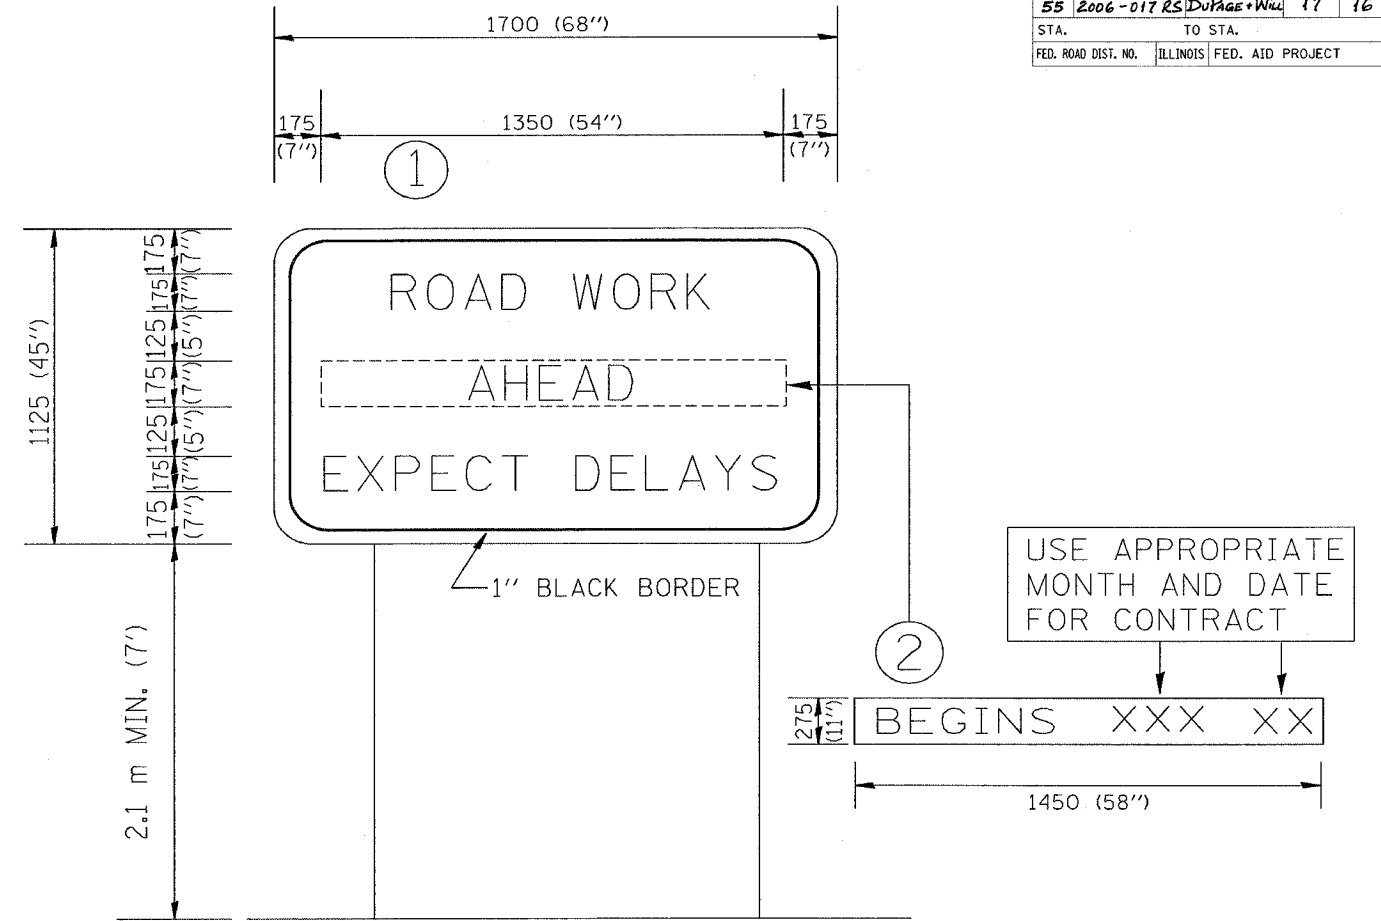 55 2006-017 RS DuPAGE+Will 17 16
STA. TO STA.
FED. ROAD DIST. NO. ILLINOIS FED. AID PROJECT
1700 (68'')
175 (7'')
1350 (54'')
175 (7'')
1
1125 (45'')
175 (7'')
175 (7'')
125 (5'')
175 (7'')
125 (5'')
175 (7'')
175 (7'')
ROAD WORK
AHEAD
EXPECT DELAYS
1'' BLACK BORDER
2.1 m MIN. (7')
USE APPROPRIATE
MONTH AND DATE
FOR CONTRACT
2
275 (11'')
BEGINS XXX XX
1450 (58'')